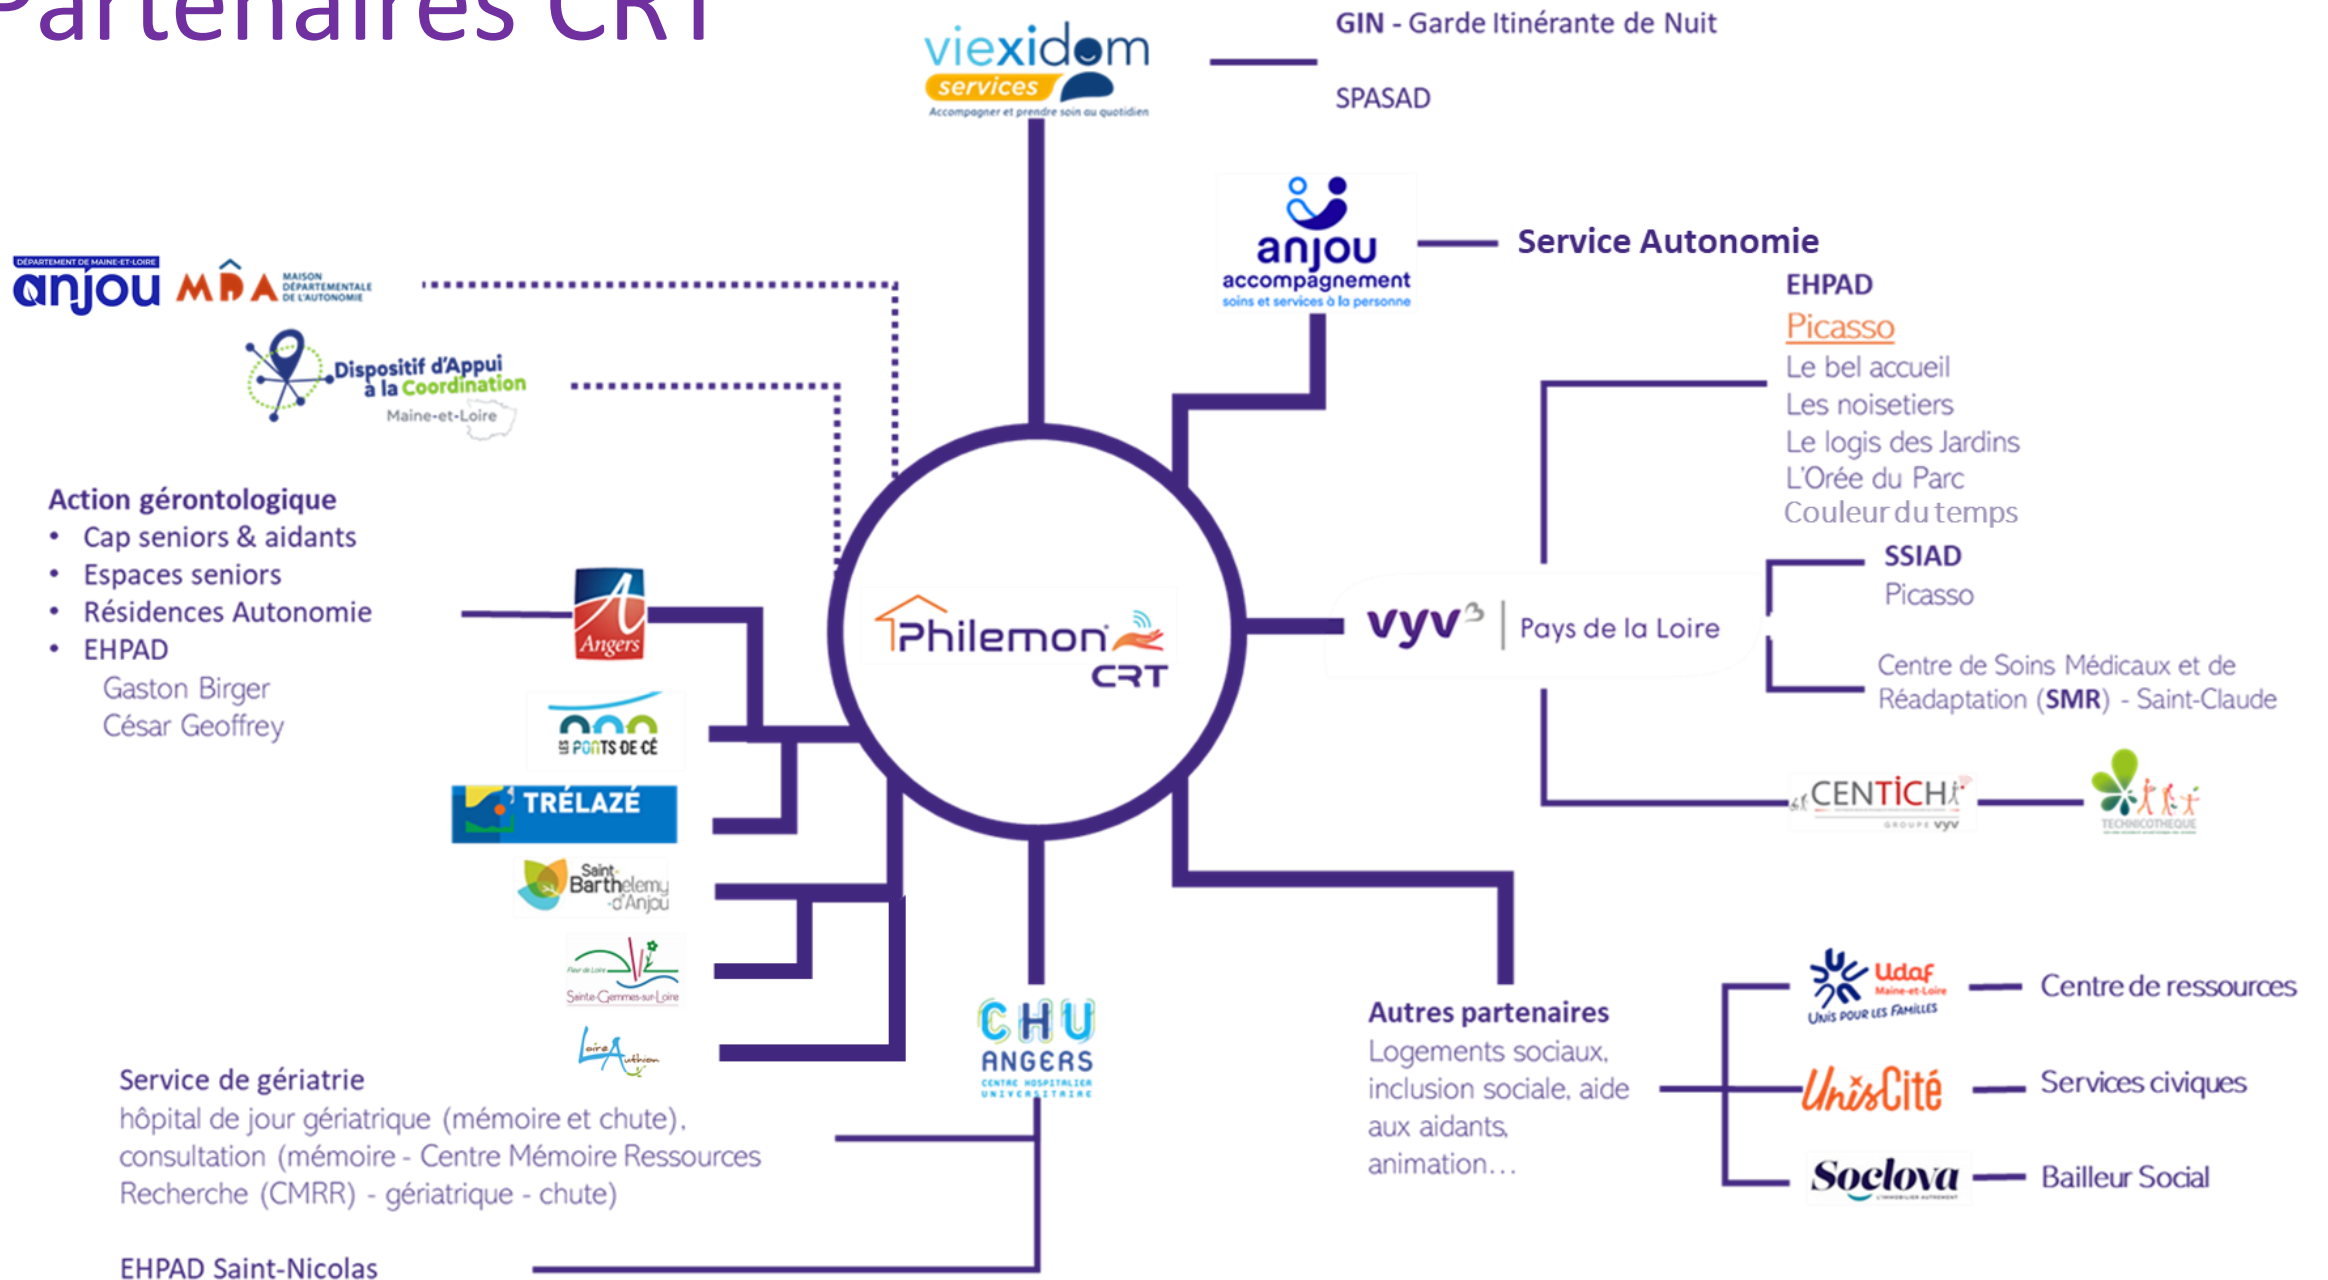 Partenaires CRT
viexidom
services
Accompagner et prendre soin au quotidien
GIN - Garde Itinérante de Nuit
SPASAD
anjou
accompagnement
soins et services à la personne
Service Autonomie
DÉPARTEMENT DE MAINE-ET-LOIRE
anjou
MDA
MAISON
DÉPARTEMENTALE
DE L'AUTONOMIE
Dispositif d'Appui
à la Coordination
Maine-et-Loire
EHPAD
Picasso
Le bel accueil
Les noisetiers
Le logis des Jardins
L'Orée du Parc
Couleur du temps
SSIAD
Picasso
Centre de Soins Médicaux et de
Réadaptation (SMR) - Saint-Claude
Action gérontologique
• Cap seniors & aidants
• Espaces seniors
• Résidences Autonomie
• EHPAD
Gaston Birger
César Geoffrey
A
Angers
LES PONTS-DE-CÉ
TRÉLAZÉ
Saint-
Barthelemy
-d'Anjou
Fleur de Loire
Sainte-Gemmes-sur-Loire
Loire Authion
Philemon
CRT
vyv3 | Pays de la Loire
CENTICH
GROUPE vyv
TECHNICOTHEQUE
CHU
ANGERS
CENTRE HOSPITALIER
UNIVERSITAIRE
Service de gériatrie
hôpital de jour gériatrique (mémoire et chute),
consultation (mémoire - Centre Mémoire Ressources
Recherche (CMRR) - gériatrique - chute)
EHPAD Saint-Nicolas
Autres partenaires
Logements sociaux,
inclusion sociale, aide
aux aidants,
animation...
Udaf
Maine-et-Loire
UNIS POUR LES FAMILLES
Centre de ressources
UnisCité
Services civiques
Soclova
L'IMMOBILIER AUTREMENT
Bailleur Social